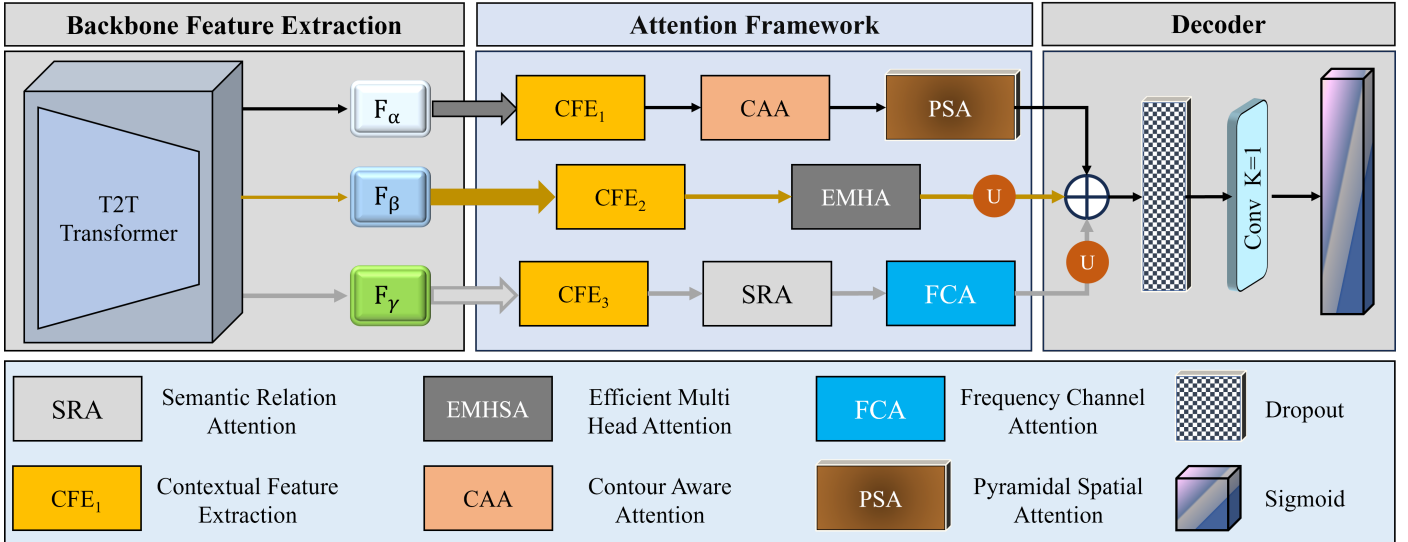 Backbone Feature Extraction
Attention Framework
Decoder
T2T
Transformer
Fα
Fβ
Fγ
CFE1
CAA
PSA
CFE2
EMHA
U
CFE3
SRA
FCA
U
Conv K=1
SRA
Semantic Relation
Attention
EMHSA
Efficient Multi
Head Attention
FCA
Frequency Channel
Attention
Dropout
CFE1
Contextual Feature
Extraction
CAA
Contour Aware
Attention
PSA
Pyramidal Spatial
Attention
Sigmoid